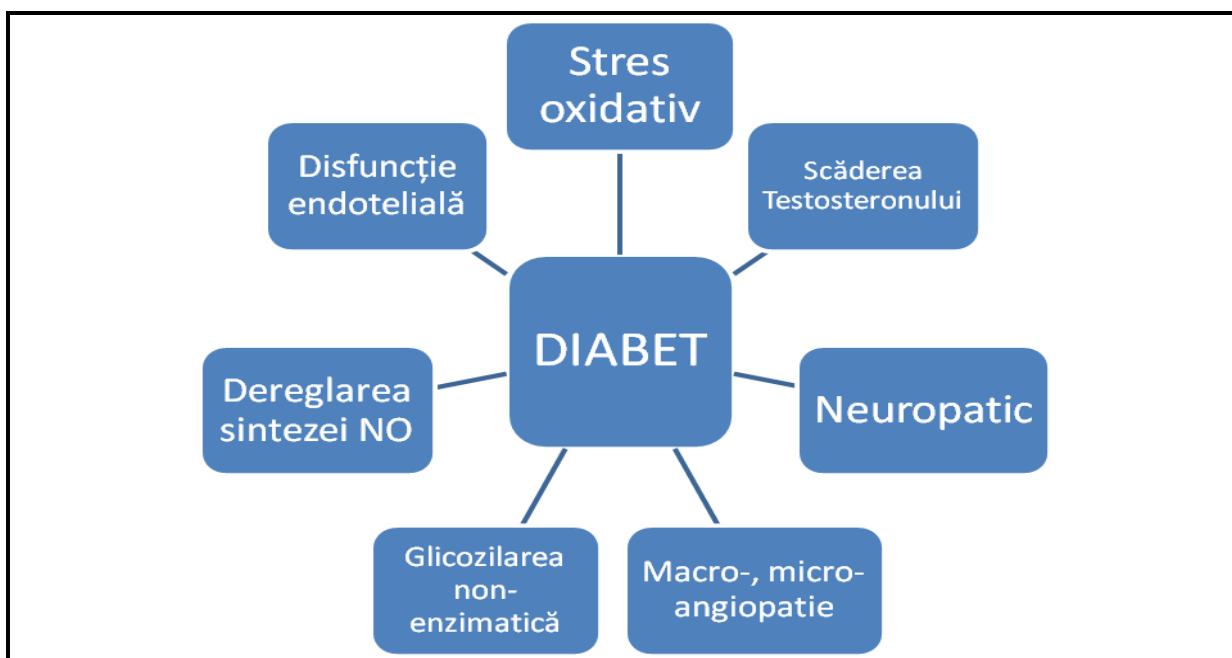 Stres
oxidativ
Disfuncție
endotelială
Scăderea
Testosteronului
DIABET
Dereglarea
sintezei NO
Neuropatic
Glicozilarea
non-
enzimatică
Macro-, micro-
angiopatie